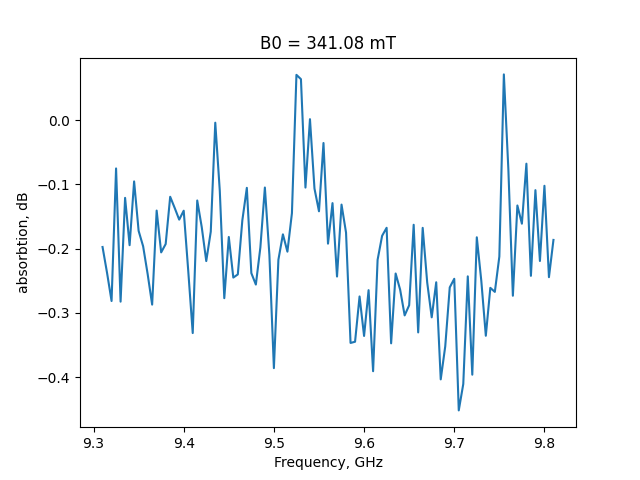 B0 = 341.08 mT
absorbtion, dB
0.0
−0.1
−0.2
−0.3
−0.4
9.3 9.4 9.5 9.6 9.7 9.8
Frequency, GHz